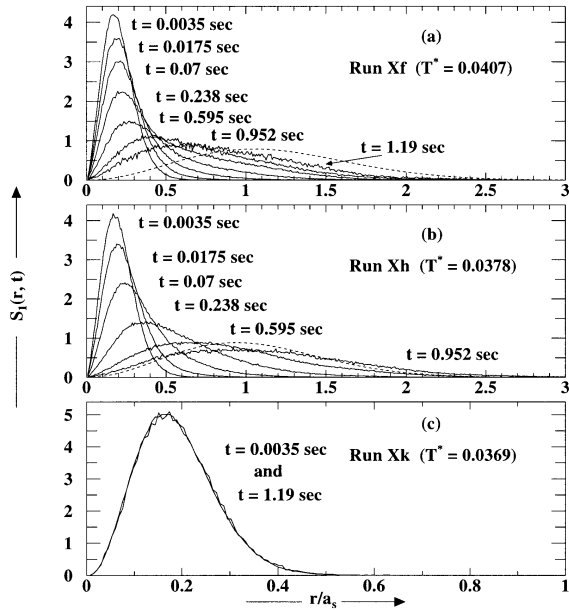 4
3
2
1
0
0
0.5
1
1.5
2
2.5
3
t = 0.0035 sec
t = 0.0175 sec
t = 0.07 sec
t = 0.238 sec
t = 0.595 sec
t = 0.952 sec
t = 1.19 sec
(a)
Run Xf (T* = 0.0407)
4
3
2
1
0
0
0.5
1
1.5
2
2.5
3
t = 0.0035 sec
t = 0.0175 sec
t = 0.07 sec
t = 0.238 sec
t = 0.595 sec
t = 0.952 sec
(b)
Run Xh (T* = 0.0378)
S1(r, t)
5
4
3
2
1
0
0
0.2
0.4
0.6
0.8
1
t = 0.0035 sec
and
t = 1.19 sec
(c)
Run Xk (T* = 0.0369)
r/as